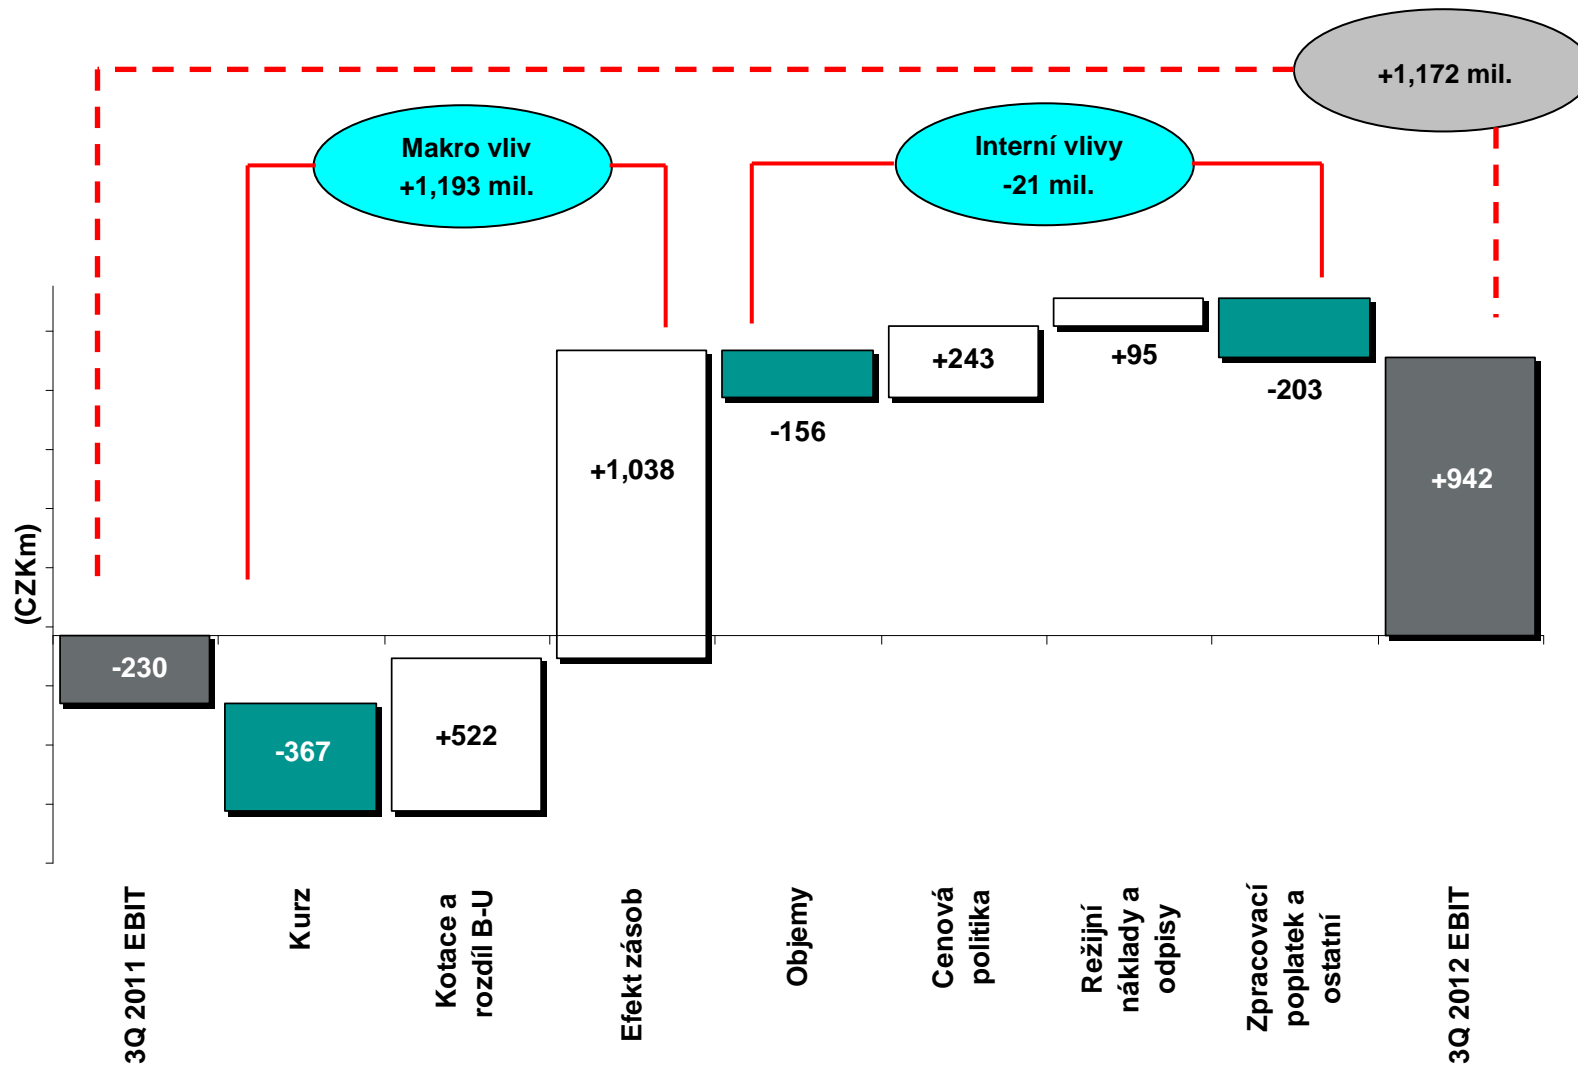 +1,172 mil.
Makro vliv
+1,193 mil.
Interní vlivy
-21 mil.
(CZKm)
-230
-367
+522
+1,038
-156
+243
+95
-203
+942
3Q 2011 EBIT
Kurz
Kotace a
rozdíl B-U
Efekt zásob
Objemy
Cenová
politika
Režijní
náklady a
odpisy
Zpracovací
poplatek a
ostatní
3Q 2012 EBIT